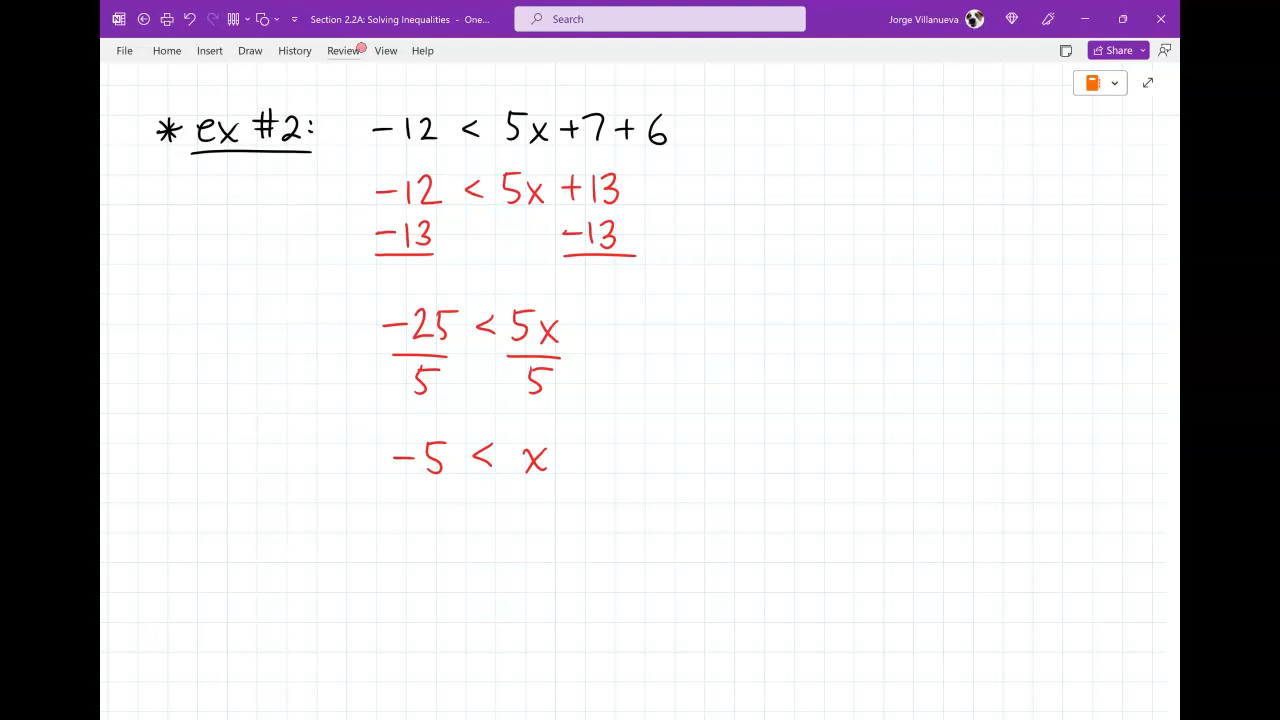 Section 2.2A: Solving Inequalities - One...
Search
Jorge Villanueva
File Home Insert Draw History Review View Help
Share
* ex #2: -12 < 5x+7+6
-12 < 5x +13
-13 -13
-25 < 5x
5 5
-5 < x